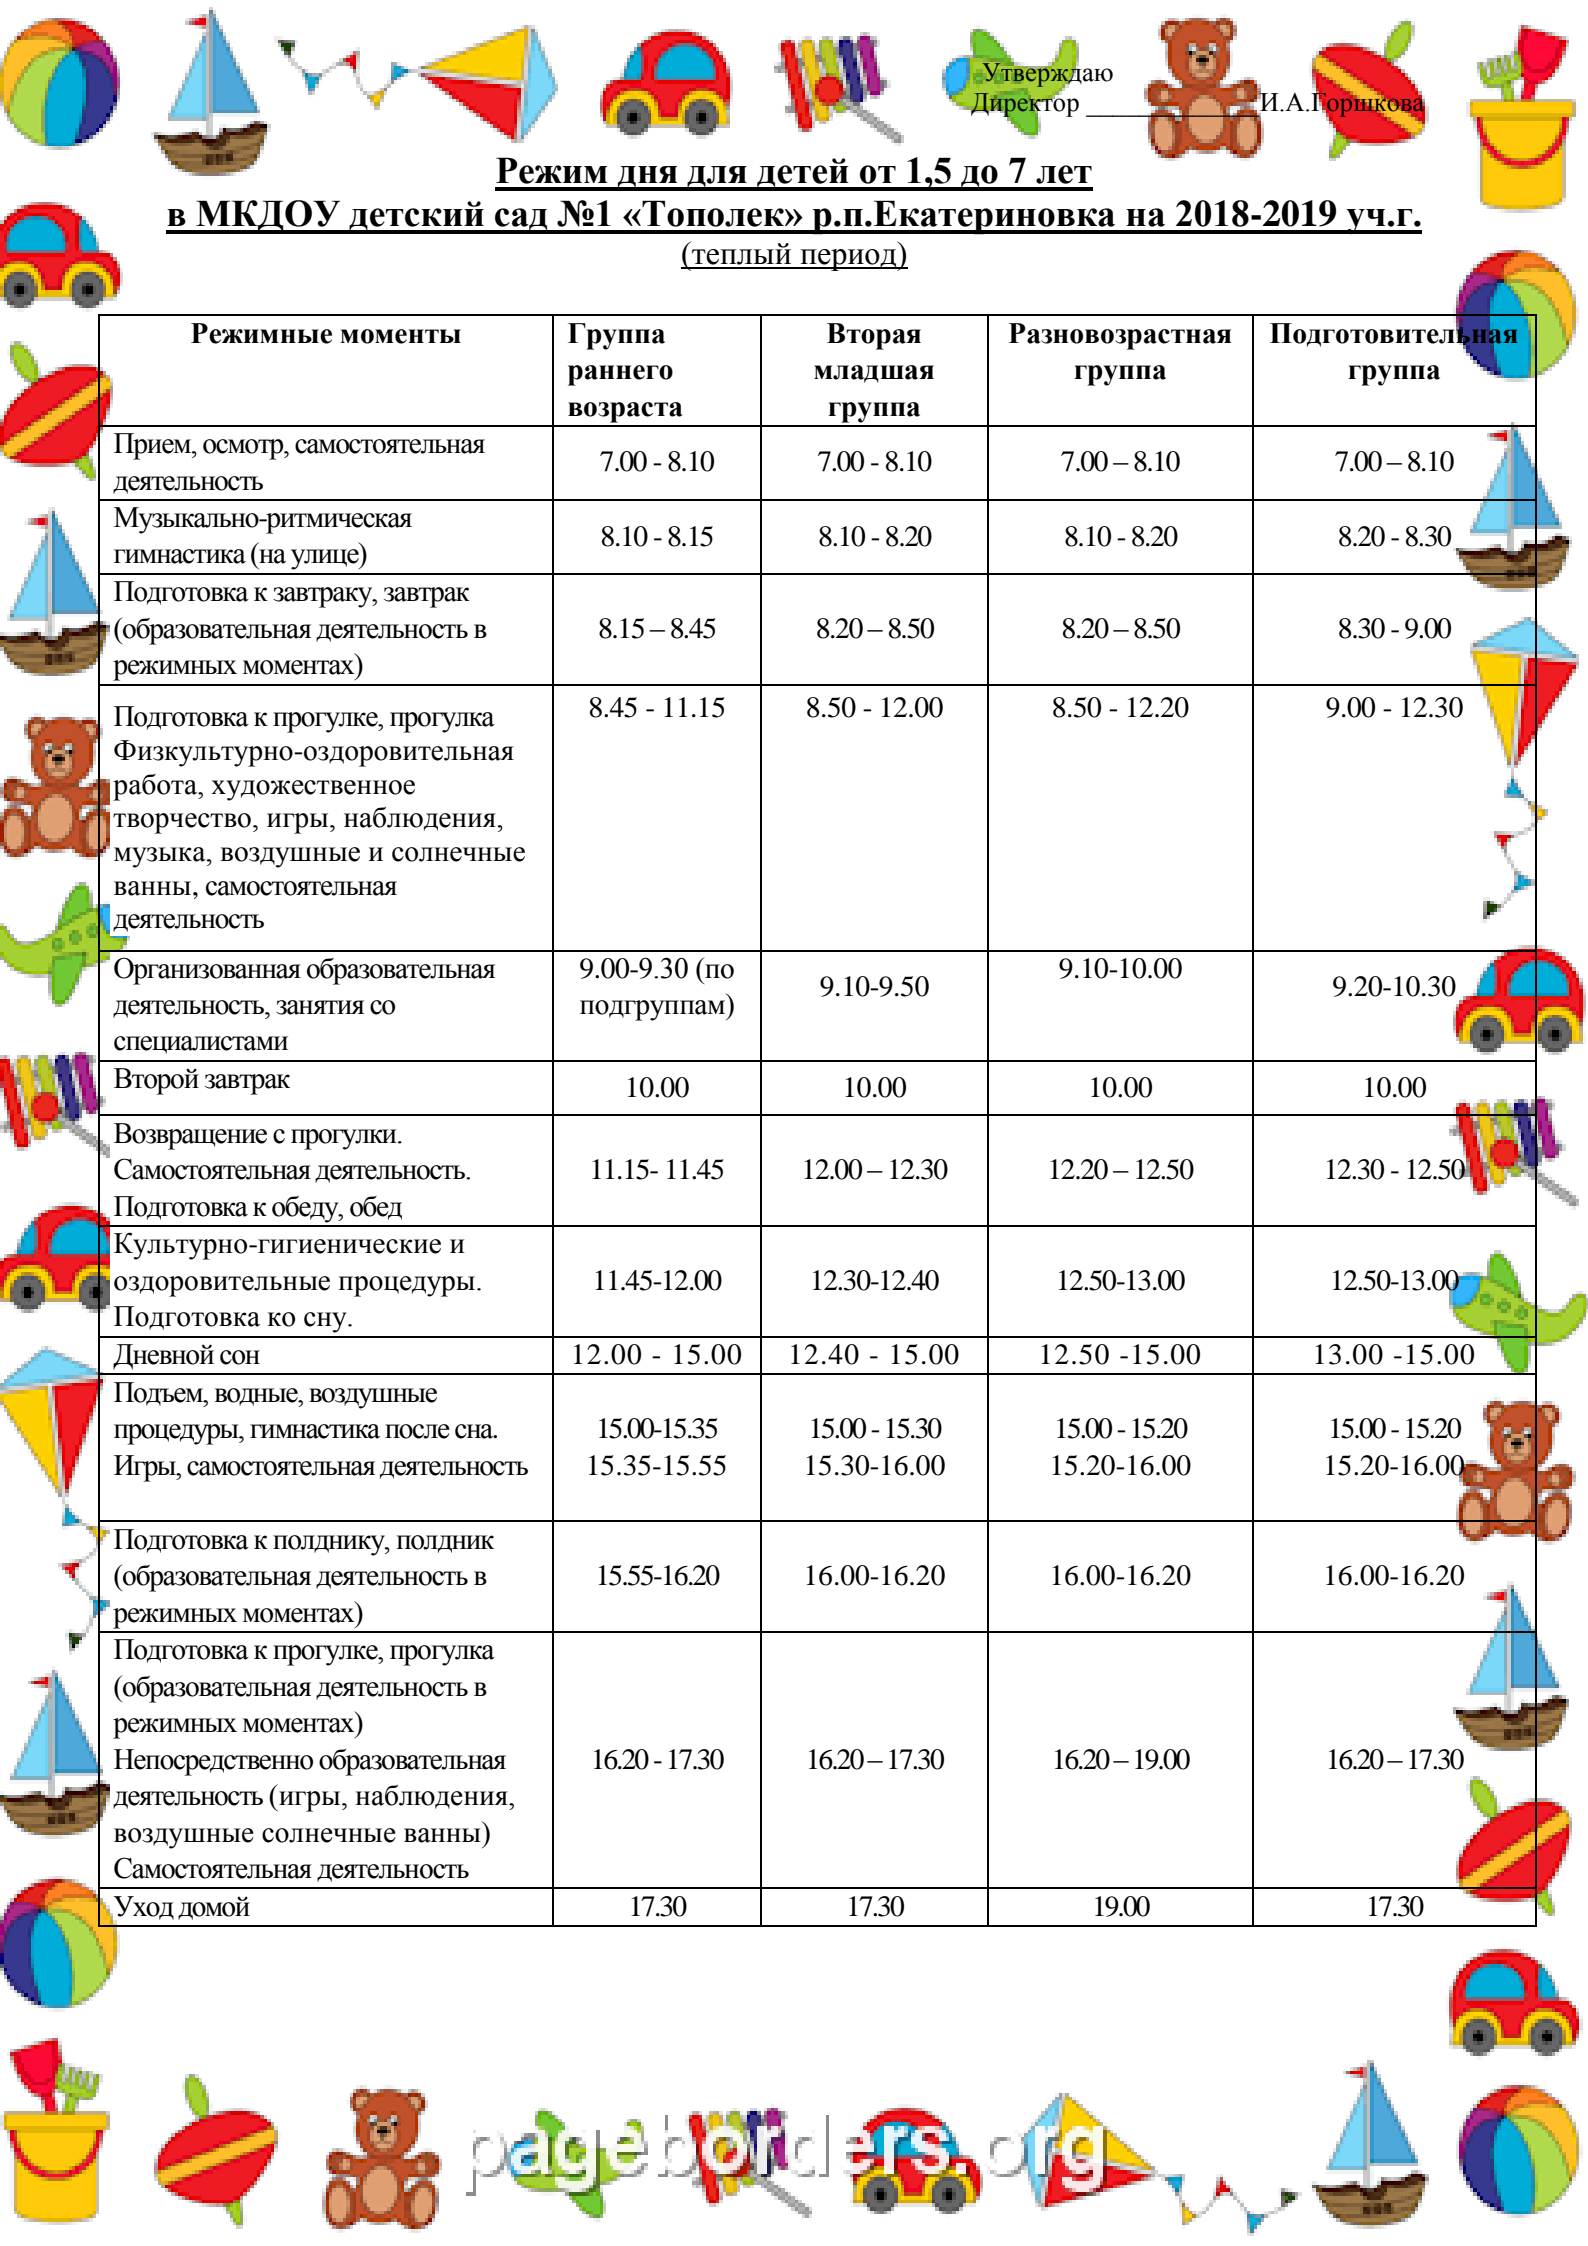 Утверждаю
Директор _____________И.А.Горшкова
Режим дня для детей от 1,5 до 7 лет
в МКДОУ детский сад №1 «Тополек» р.п.Екатериновка на 2018-2019 уч.г.
(теплый период)
Режимные моменты
Группа
раннего
возраста
Вторая
младшая
группа
Разновозрастная
группа
Подготовительная
группа
Прием, осмотр, самостоятельная
деятельность
7.00 - 8.10
7.00 - 8.10
7.00 – 8.10
7.00 – 8.10
Музыкально-ритмическая
гимнастика (на улице)
8.10 - 8.15
8.10 - 8.20
8.10 - 8.20
8.20 - 8.30
Подготовка к завтраку, завтрак
(образовательная деятельность в
режимных моментах)
8.15 – 8.45
8.20 – 8.50
8.20 – 8.50
8.30 - 9.00
Подготовка к прогулке, прогулка
Физкультурно-оздоровительная
работа, художественное
творчество, игры, наблюдения,
музыка, воздушные и солнечные
ванны, самостоятельная
деятельность
8.45 - 11.15
8.50 - 12.00
8.50 - 12.20
9.00 - 12.30
Организованная образовательная
деятельность, занятия со
специалистами
9.00-9.30 (по
подгруппам)
9.10-9.50
9.10-10.00
9.20-10.30
Второй завтрак
10.00
10.00
10.00
10.00
Возвращение с прогулки.
Самостоятельная деятельность.
Подготовка к обеду, обед
11.15- 11.45
12.00 – 12.30
12.20 – 12.50
12.30 - 12.50
Культурно-гигиенические и
оздоровительные процедуры.
Подготовка ко сну.
11.45-12.00
12.30-12.40
12.50-13.00
12.50-13.00
Дневной сон
12.00 - 15.00
12.40 - 15.00
12.50 -15.00
13.00 -15.00
Подъем, водные, воздушные
процедуры, гимнастика после сна.
Игры, самостоятельная деятельность
15.00-15.35
15.35-15.55
15.00 - 15.30
15.30-16.00
15.00 - 15.20
15.20-16.00
15.00 - 15.20
15.20-16.00
Подготовка к полднику, полдник
(образовательная деятельность в
режимных моментах)
15.55-16.20
16.00-16.20
16.00-16.20
16.00-16.20
Подготовка к прогулке, прогулка
(образовательная деятельность в
режимных моментах)
Непосредственно образовательная
деятельность (игры, наблюдения,
воздушные солнечные ванны)
Самостоятельная деятельность
16.20 - 17.30
16.20 – 17.30
16.20 – 19.00
16.20 – 17.30
Уход домой
17.30
17.30
19.00
17.30
pageborders.org